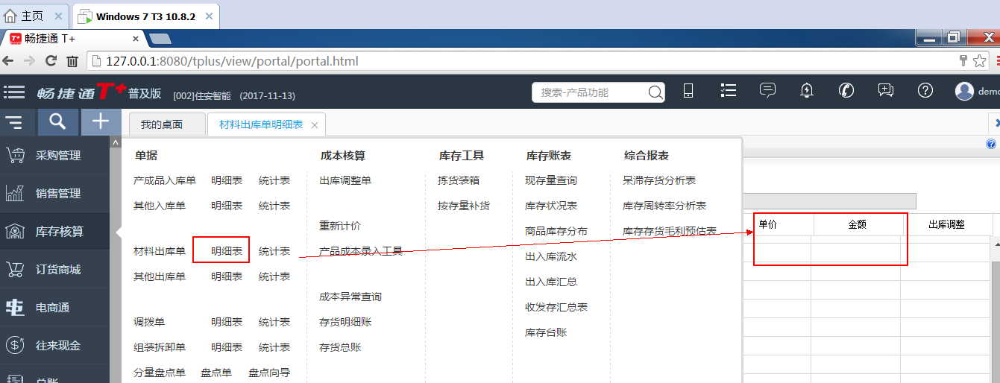 主页
Windows 7 T3 10.8.2
畅捷通 T+
127.0.0.1:8080/tplus/view/portal/portal.html
畅捷通T+ 普及版 [002]住安智能 (2017-11-13) 搜索-产品功能 demo
我的桌面 材料出库单明细表
采购管理
销售管理
库存核算
订货商城
电商通
往来现金
总账
单据 成本核算 库存工具 库存账表 综合报表
产成品入库单 明细表 统计表 出库调整单 拣货装箱 现存量查询 呆滞存货分析表
其他入库单 明细表 统计表 按存量补货 库存状况表 库存周转率分析表
重新计价 商品库存分布 库存存货毛利预估表
材料出库单 明细表 统计表 产品成本录入工具 出入库流水
其他出库单 明细表 统计表 出入库汇总
成本异常查询 收发存汇总表
调拨单 明细表 统计表 存货明细账 库存台账
组装拆卸单 明细表 统计表 存货总账
分量盘点单 盘点单 盘点向导
单价 金额 出库调整